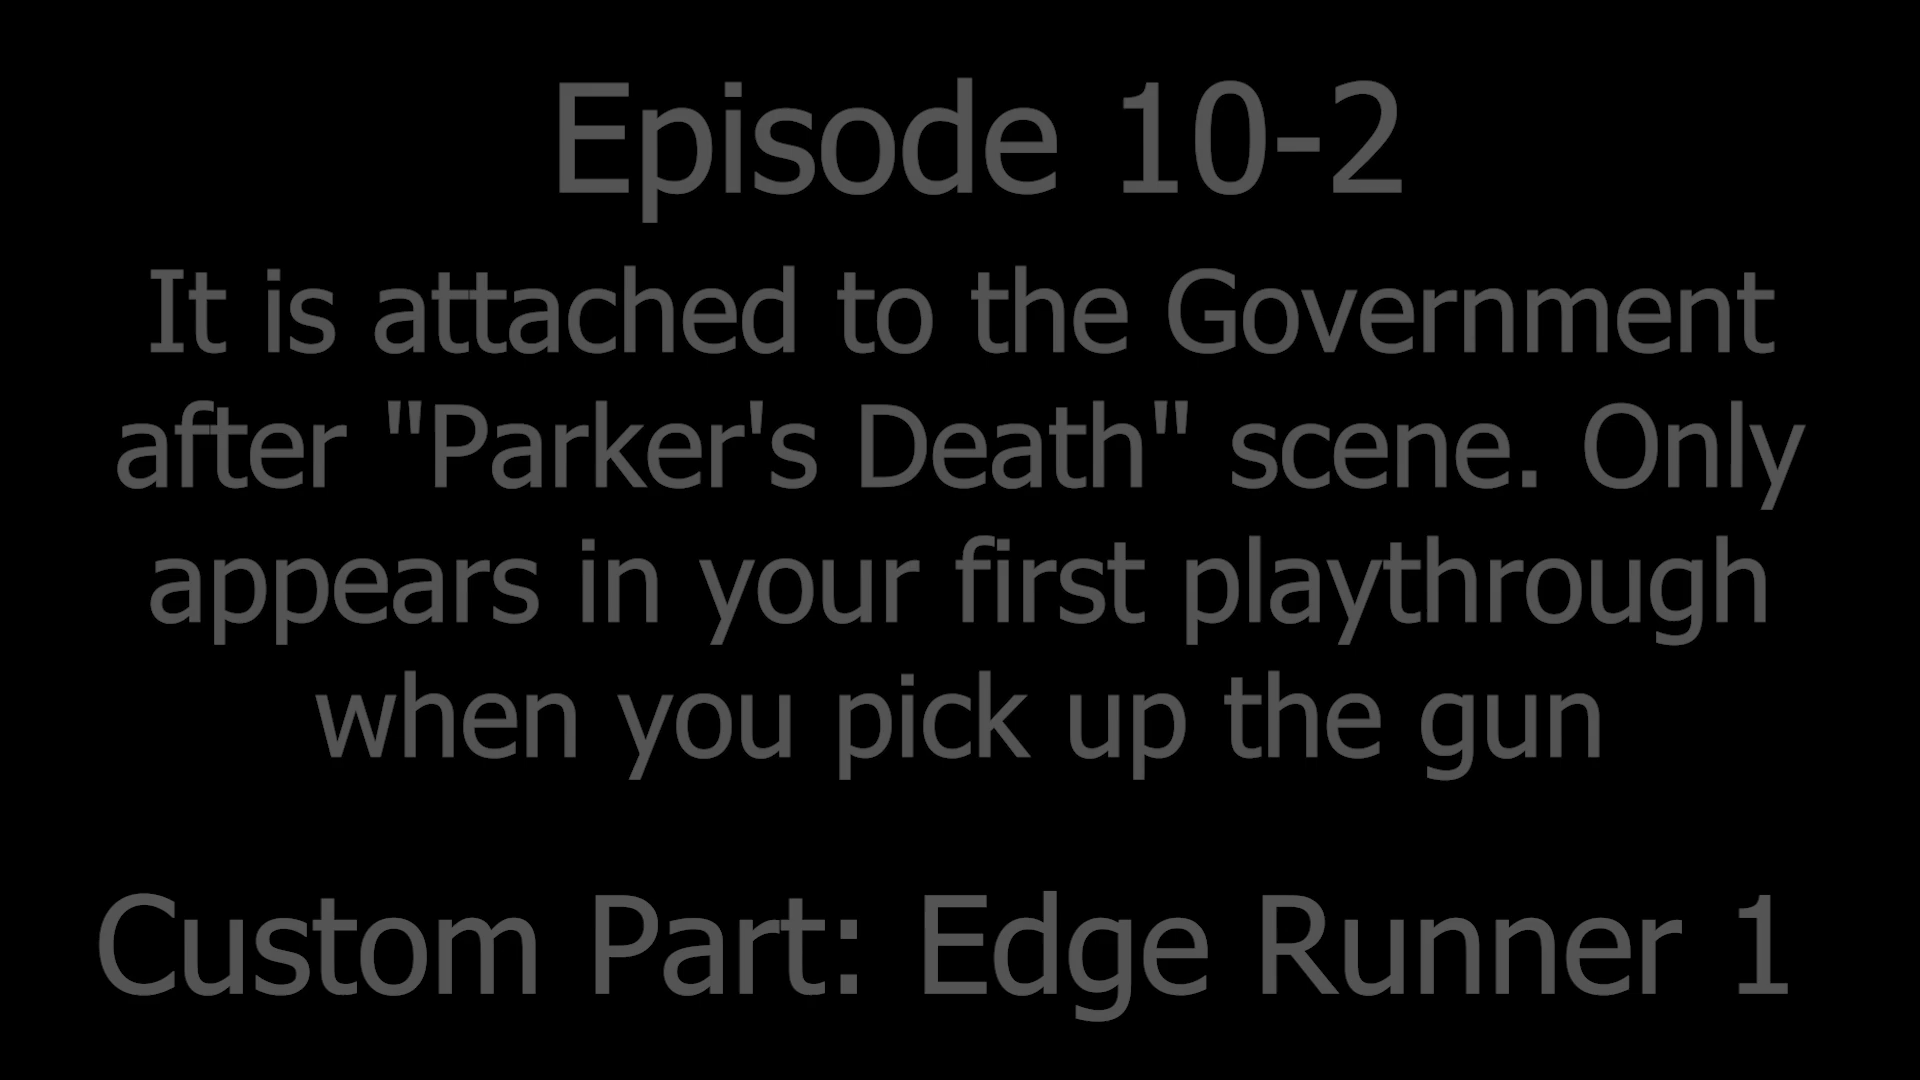 Episode 10-2
It is attached to the Government
after "Parker's Death" scene. Only
appears in your first playthrough
when you pick up the gun
Custom Part: Edge Runner 1